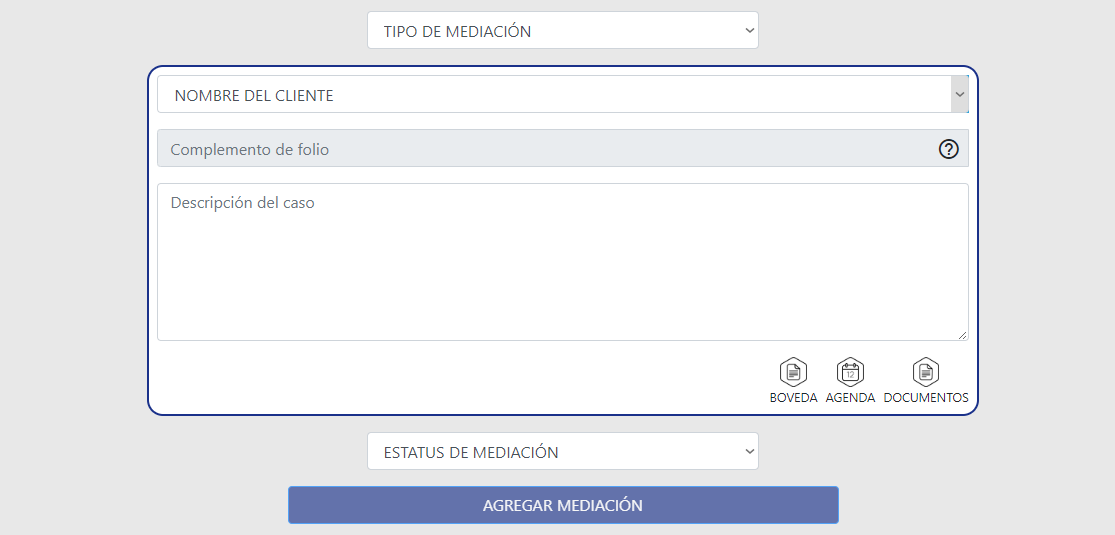 TIPO DE MEDIACIÓN
NOMBRE DEL CLIENTE
Complemento de folio
Descripción del caso
12
BOVEDA AGENDA DOCUMENTOS
ESTATUS DE MEDIACIÓN
AGREGAR MEDIACIÓN